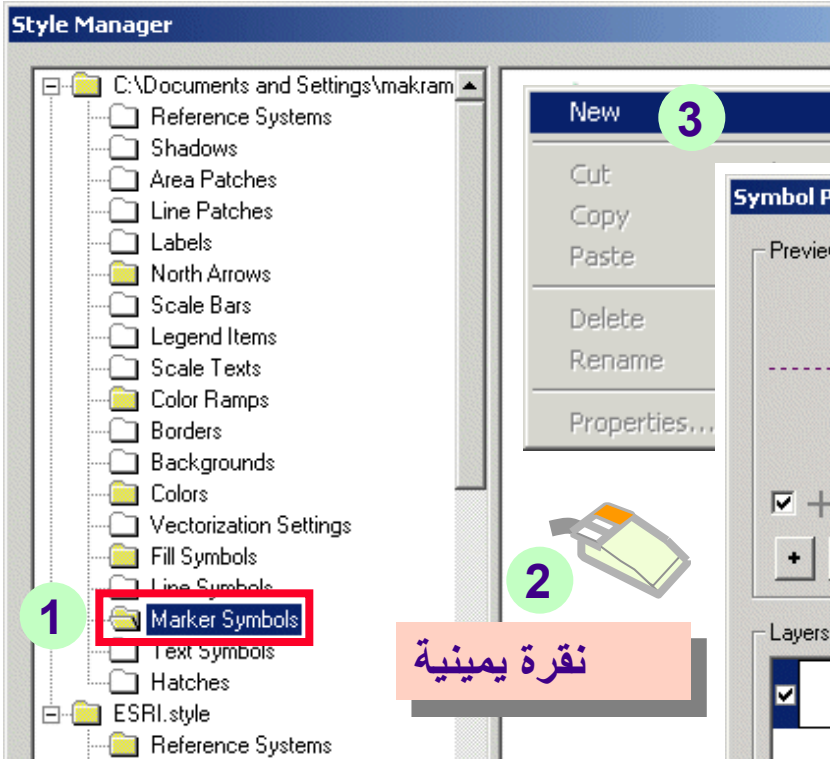 Style Manager
C:\Documents and Settings\makram
Reference Systems
Shadows
Area Patches
Line Patches
Labels
North Arrows
Scale Bars
Legend Items
Scale Texts
Color Ramps
Borders
Backgrounds
Colors
Vectorization Settings
Fill Symbols
Line Symbols
1
Marker Symbols
Text Symbols
Hatches
ESRI.style
Reference Systems
New
3
Cut
Copy
Paste
Delete
Rename
Properties...
2
نقرة يمينية
Symbol P
Previe
Layers